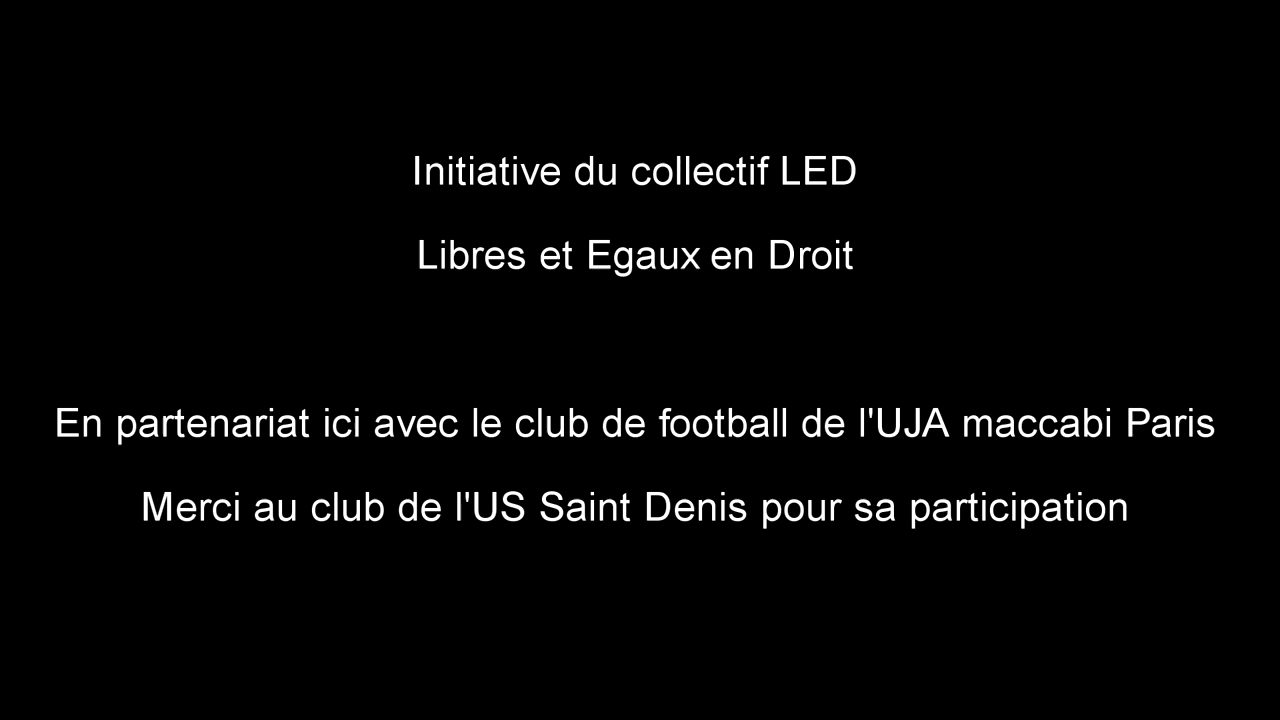 Initiative du collectif LED
Libres et Egaux en Droit
En partenariat ici avec le club de football de l'UJA maccabi Paris
Merci au club de l'US Saint Denis pour sa participation